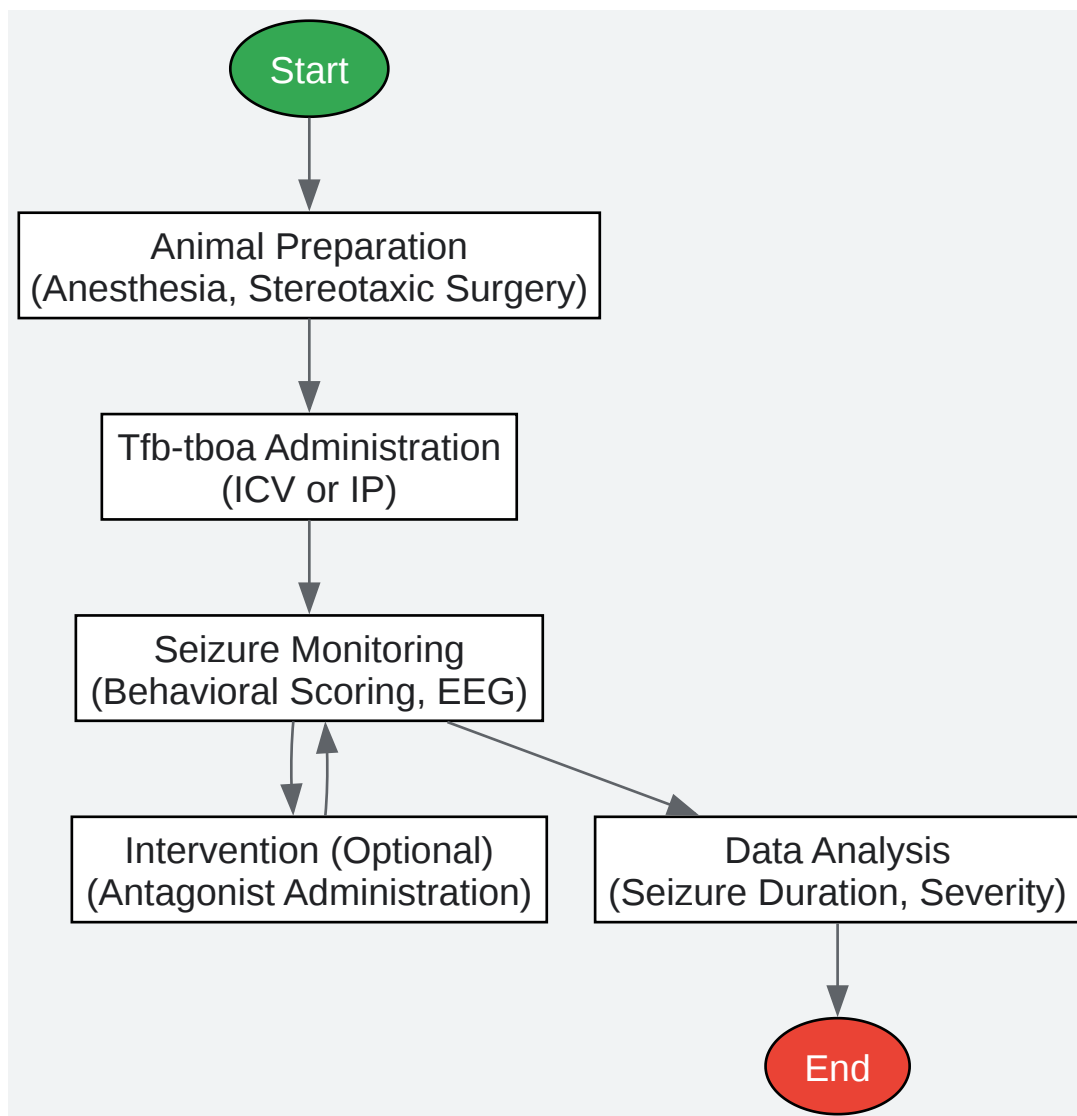 Start
Animal Preparation
(Anesthesia, Stereotaxic Surgery)
Tfb-tboa Administration
(ICV or IP)
Seizure Monitoring
(Behavioral Scoring, EEG)
Intervention (Optional)
(Antagonist Administration)
Data Analysis
(Seizure Duration, Severity)
End